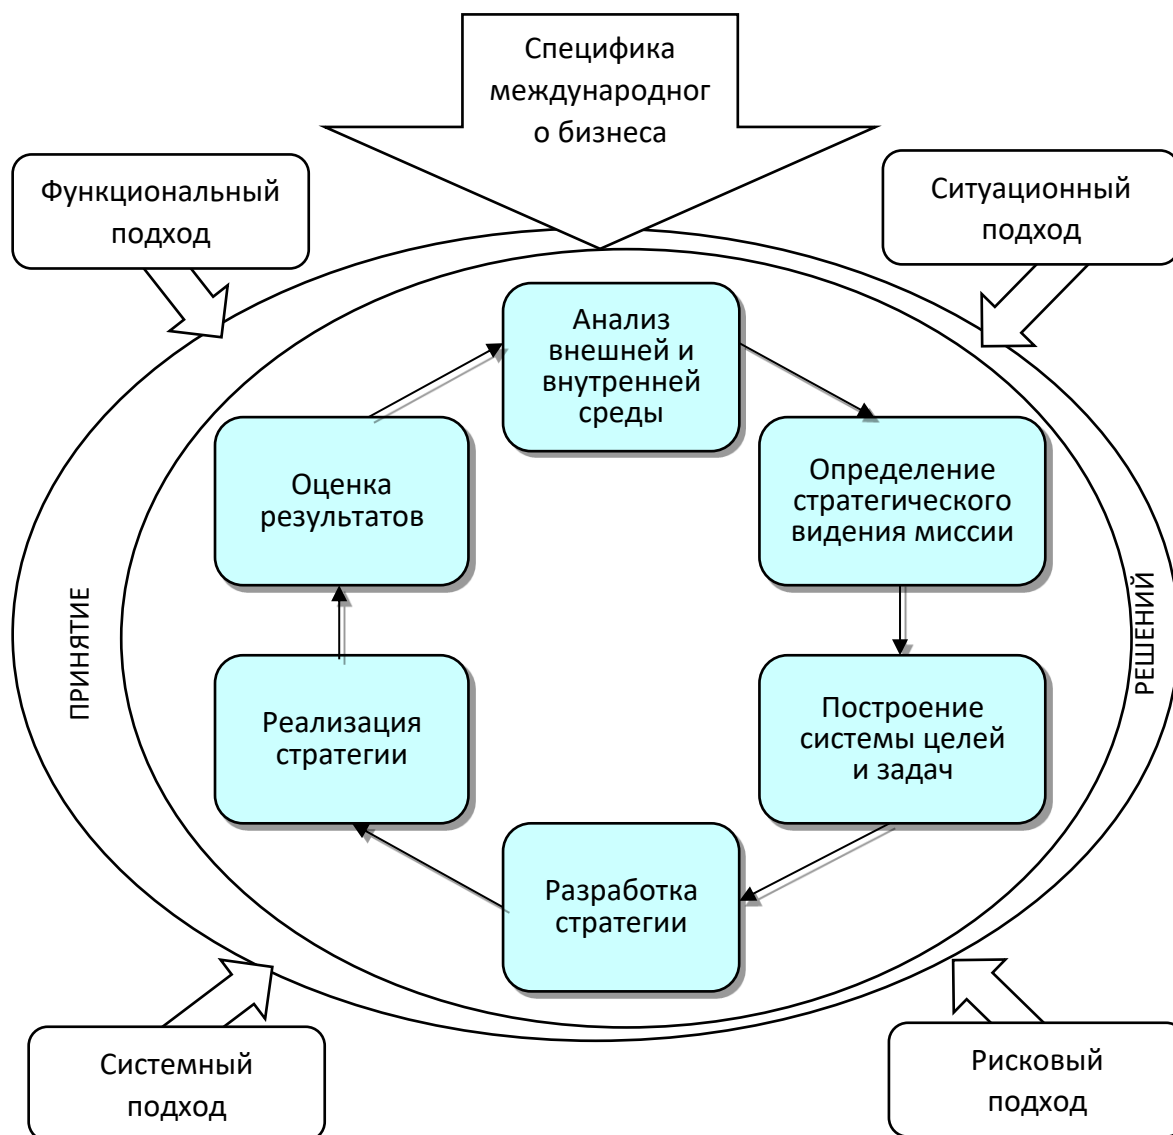 Специфика
международног
о бизнеса
Функциональный
подход
Ситуационный
подход
Анализ
внешней и
внутренней
среды
Оценка
результатов
Определение
стратегического
видения миссии
ПРИНЯТИЕ
РЕШЕНИЙ
Реализация
стратегии
Построение
системы целей
и задач
Разработка
стратегии
Системный
подход
Рисковый
подход